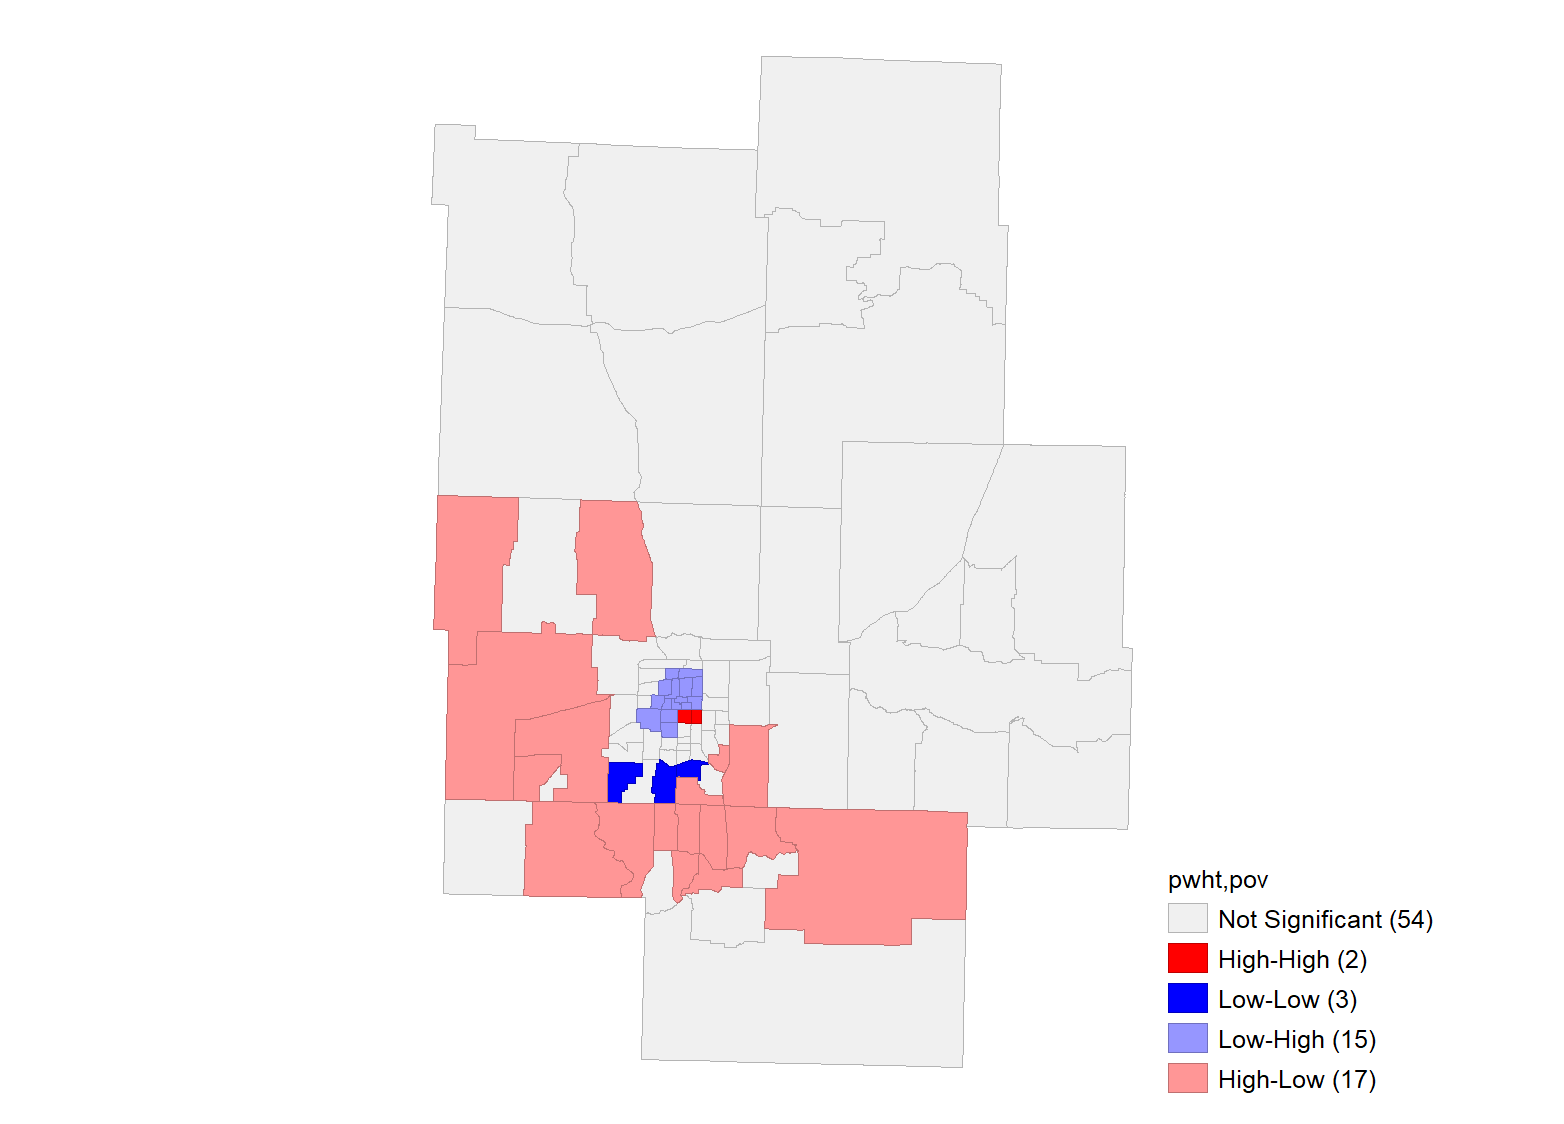 pwht,pov
Not Significant (54)
High-High (2)
Low-Low (3)
Low-High (15)
High-Low (17)